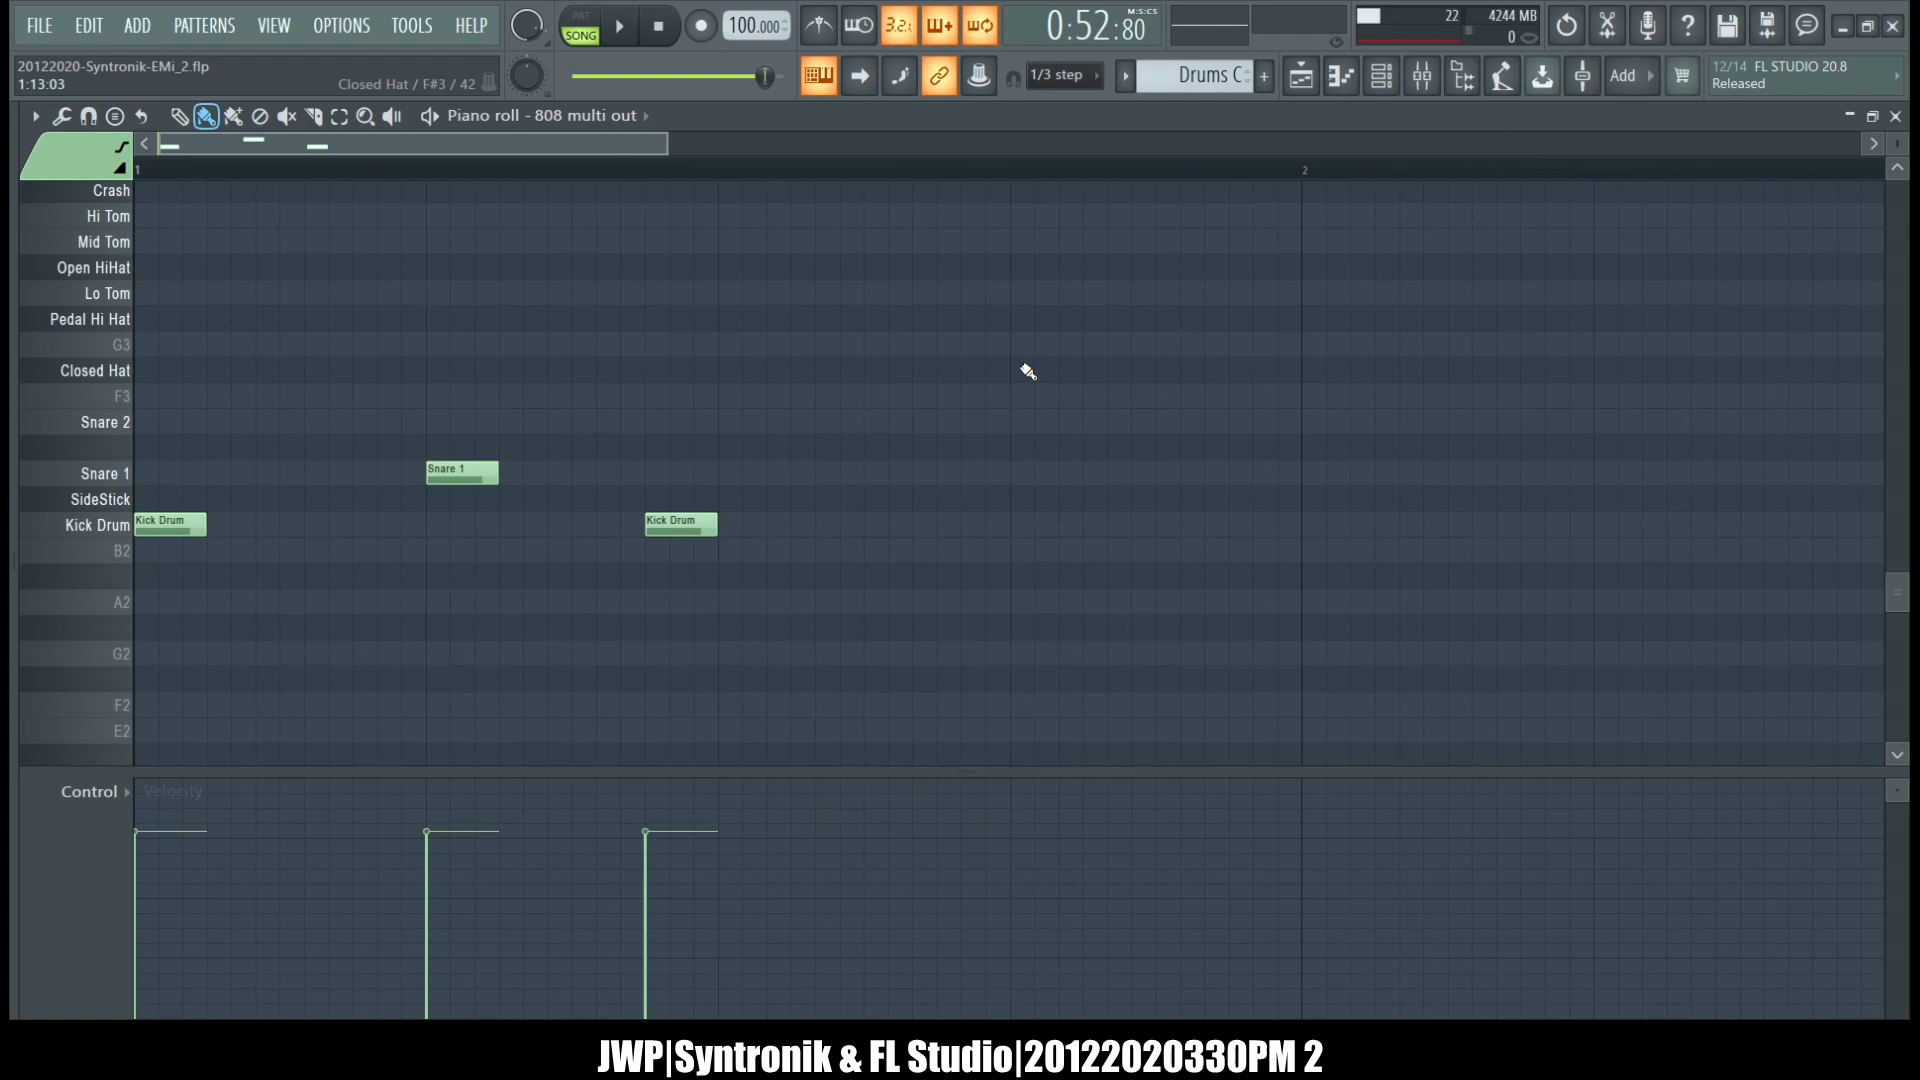 FILE EDIT ADD PATTERNS VIEW OPTIONS TOOLS HELP
PAT
SONG
100.000
3.2.
0:52:80
M:S:CS
22
4244 MB
0
20122020-Syntronik-EMi_2.flp
1:13:03
Closed Hat / F#3 / 42
1/3 step
Drums C
Add
12/14 FL STUDIO 20.8
Released
Piano roll - 808 multi out
1
2
Crash
Hi Tom
Mid Tom
Open HiHat
Lo Tom
Pedal Hi Hat
G3
Closed Hat
F3
Snare 2
Snare 1
Snare 1
SideStick
Kick Drum
Kick Drum
Kick Drum
B2
A2
G2
F2
E2
Control
Velocity
JWP|Syntronik & FL Studio|20122020330PM 2